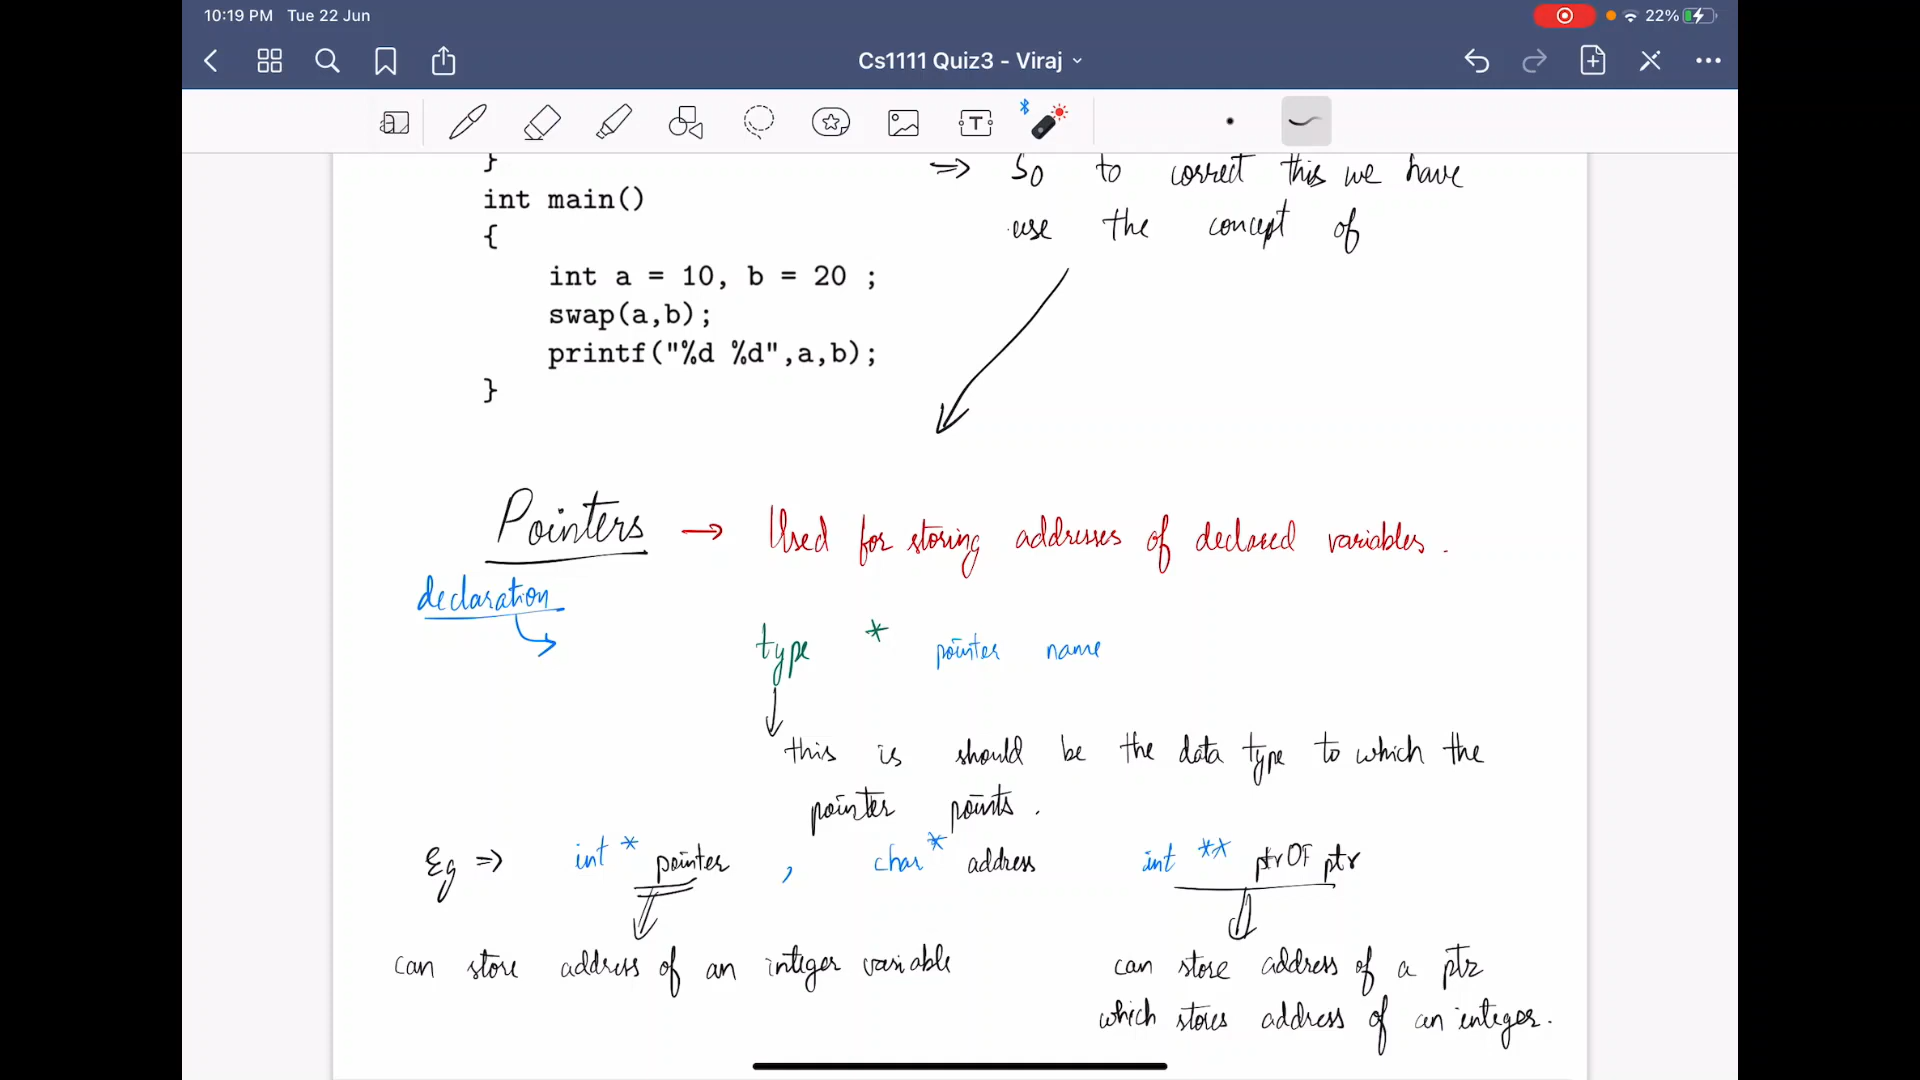 10:19 PM Tue 22 Jun
22%
Cs1111 Quiz3 - Viraj
}
int main()
{
int a = 10, b = 20 ;
swap(a,b);
printf("%d %d",a,b);
}
=> So to correct this we have
use the concept of
Pointers → Used for storing addresses of declared variables.
declaration
type * pointer name
this is should be the data type to which the
pointer points.
Eg => int * pointer , char * address int ** ptrOF ptr
can store address of an integer variable
can store address of a ptr
which stores address of an integer.